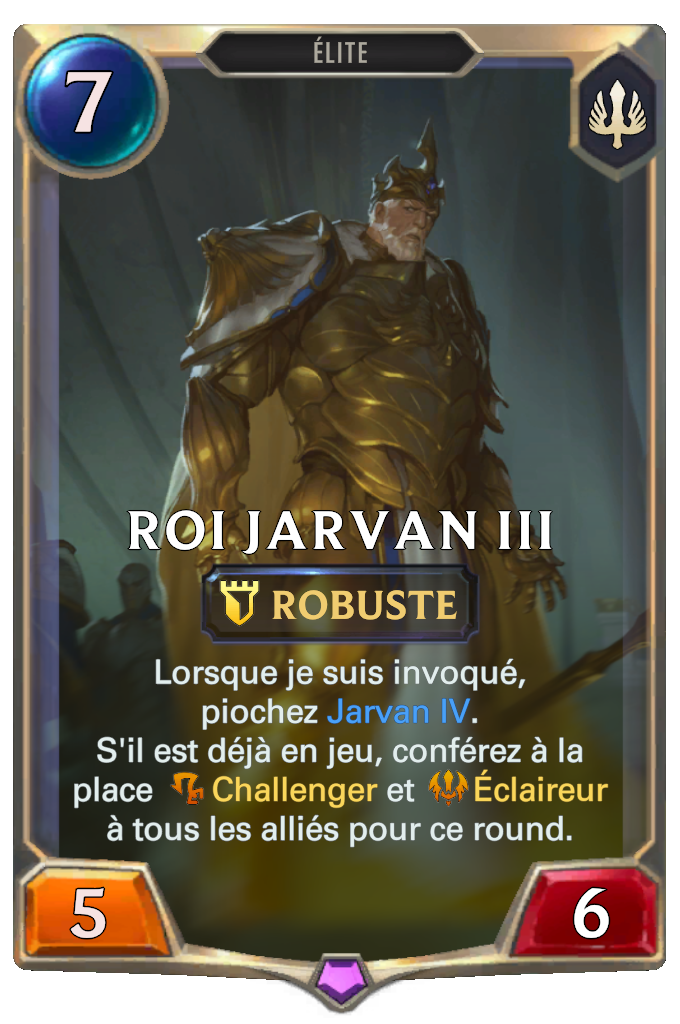 7
ÉLITE
ROI JARVAN III
ROBUSTE
Lorsque je suis invoqué,
piochez Jarvan IV.
S'il est déjà en jeu, conférez à la
place Challenger et Éclaireur
à tous les alliés pour ce round.
5
6